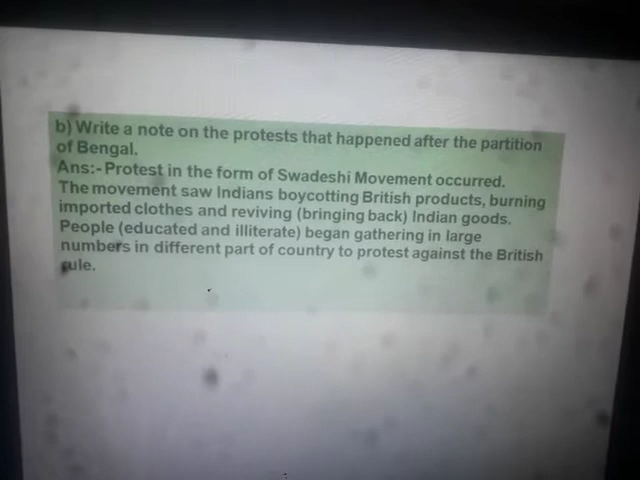 b) Write a note on the protests that happened after the partition
of Bengal.
Ans:- Protest in the form of Swadeshi Movement occurred.
The movement saw Indians boycotting British products, burning
imported clothes and reviving (bringing back) Indian goods.
People (educated and illiterate) began gathering in large
numbers in different part of country to protest against the British
rule.